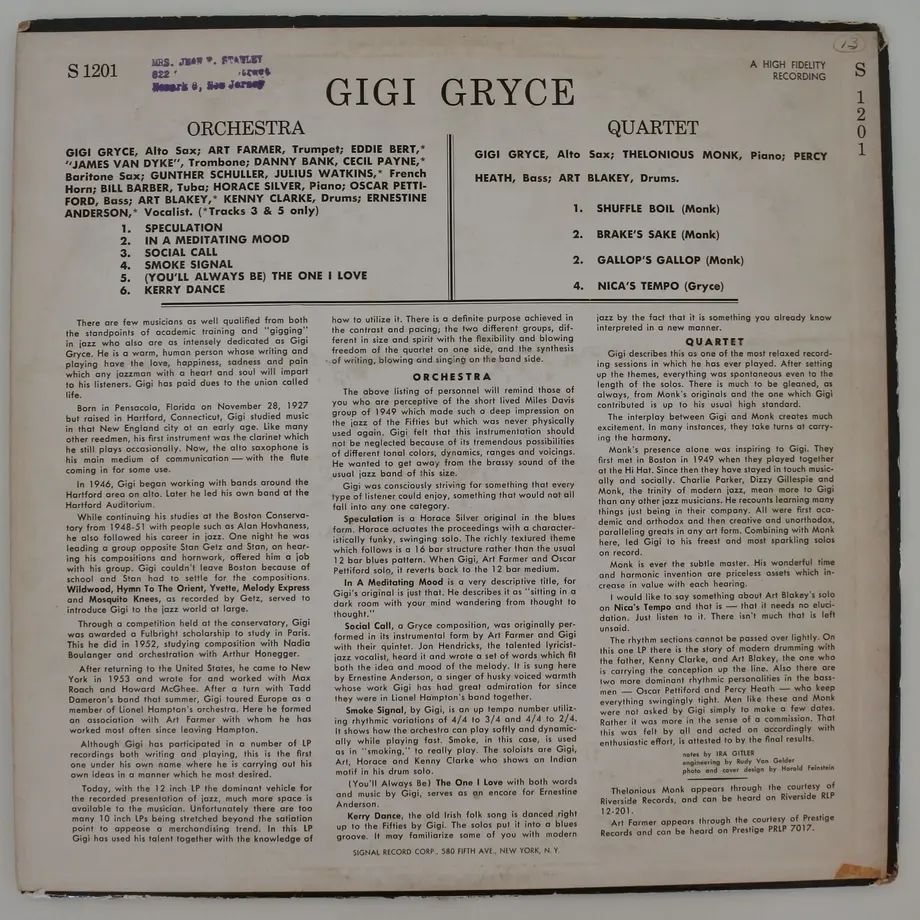 S 1201
MRS. JEAN V. STANLEY
822
Newark 6, New Jersey
A HIGH FIDELITY
RECORDING
13
S
1
2
0
1
GIGI GRYCE
ORCHESTRA
GIGI GRYCE, Alto Sax; ART FARMER, Trumpet; EDDIE BERT,*
"JAMES VAN DYKE", Trombone; DANNY BANK, CECIL PAYNE,*
Baritone Sax; GUNTHER SCHULLER, JULIUS WATKINS,* French
Horn; BILL BARBER, Tuba; HORACE SILVER, Piano; OSCAR PETTI-
FORD, Bass; ART BLAKEY,* KENNY CLARKE, Drums; ERNESTINE
ANDERSON,* Vocalist. (*Tracks 3 & 5 only)
1. SPECULATION
2. IN A MEDITATING MOOD
3. SOCIAL CALL
4. SMOKE SIGNAL
5. (YOU'LL ALWAYS BE) THE ONE I LOVE
6. KERRY DANCE
QUARTET
GIGI GRYCE, Alto Sax; THELONIOUS MONK, Piano; PERCY
HEATH, Bass; ART BLAKEY, Drums.
1. SHUFFLE BOIL (Monk)
2. BRAKE'S SAKE (Monk)
2. GALLOP'S GALLOP (Monk)
4. NICA'S TEMPO (Gryce)
There are few musicians as well qualified from both
the standpoints of academic training and "gigging"
in jazz who also are as intensely dedicated as Gigi
Gryce. He is a warm, human person whose writing and
playing have the love, happiness, sadness and pain
which any jazzman with a heart and soul will impart
to his listeners. Gigi has paid dues to the union called
life.
Born in Pensacola, Florida on November 28, 1927
but raised in Hartford, Connecticut, Gigi studied music
in that New England city at an early age. Like many
other reedmen, his first instrument was the clarinet which
he still plays occasionally. Now, the alto saxophone is
his main medium of communication — with the flute
coming in for some use.
In 1946, Gigi began working with bands around the
Hartford area on alto. Later he led his own band at the
Hartford Auditorium.
While continuing his studies at the Boston Conserva-
tory from 1948-51 with people such as Alan Hovhaness,
he also followed his career in jazz. One night he was
leading a group opposite Stan Getz and Stan, on hear-
ing his compositions and hornwork, offered him a job
with his group. Gigi couldn't leave Boston because of
school and Stan had to settle for the compositions.
Wildwood, Hymn To The Orient, Yvette, Melody Express
and Mosquito Knees, as recorded by Getz, served to
introduce Gigi to the jazz world at large.
Through a competition held at the conservatory, Gigi
was awarded a Fulbright scholarship to study in Paris.
This he did in 1952, studying composition with Nadia
Boulanger and orchestration with Arthur Honegger.
After returning to the United States, he came to New
York in 1953 and wrote for and worked with Max
Roach and Howard McGhee. After a turn with Tadd
Dameron's band that summer, Gigi toured Europe as a
member of Lionel Hampton's orchestra. Here he formed
an association with Art Farmer with whom he has
worked most often since leaving Hampton.
Although Gigi has participated in a number of LP
recordings both writing and playing, this is the first
one under his own name where he is carrying out his
own ideas in a manner which he most desired.
Today, with the 12 inch LP the dominant vehicle for
the recorded presentation of jazz, much more space is
available to the musician. Unfortunately there are too
many 10 inch LPs being stretched beyond the satiation
point to appease a merchandising trend. In this LP
Gigi has used his talent together with the knowledge of
how to utilize it. There is a definite purpose achieved in
the contrast and pacing; the two different groups, dif-
ferent in size and spirit with the flexibility and blowing
freedom of the quartet on one side, and the synthesis
of writing, blowing and singing on the band side.
ORCHESTRA
The above listing of personnel will remind those of
you who are perceptive of the short lived Miles Davis
group of 1949 which made such a deep impression on
the jazz of the Fifties but which was never physically
used again. Gigi felt that this instrumentation should
not be neglected because of its tremendous possibilities
of different tonal colors, dynamics, ranges and voicings.
He wanted to get away from the brassy sound of the
usual jazz band of this size.
Gigi was consciously striving for something that every
type of listener could enjoy, something that would not all
fall into any one category.
Speculation is a Horace Silver original in the blues
form. Horace actuates the proceedings with a character-
istically funky, swinging solo. The richly textured theme
which follows is a 16 bar structure rather than the usual
12 bar blues pattern. When Gigi, Art Farmer and Oscar
Pettiford solo, it reverts back to the 12 bar medium.
In A Meditating Mood is a very descriptive title, for
Gigi's original is just that. He describes it as "sitting in a
dark room with your mind wandering from thought to
thought."
Social Call, a Gryce composition, was originally per-
formed in its instrumental form by Art Farmer and Gigi
with their quintet. Jon Hendricks, the talented lyricist-
jazz vocalist, heard it and wrote a set of words which fit
both the idea and mood of the melody. It is sung here
by Ernestine Anderson, a singer of husky voiced warmth
whose work Gigi has had great admiration for since
they were in Lionel Hampton's band together.
Smoke Signal, by Gigi, is an up tempo number utiliz-
ing rhythmic variations of 4/4 to 3/4 and 4/4 to 2/4.
It shows how the orchestra can play softly and dynamic-
ally while playing fast. Smoke, in this case, is used
as in "smoking," to really play. The soloists are Gigi,
Art, Horace and Kenny Clarke who shows an Indian
motif in his drum solo.
(You'll Always Be) The One I Love with both words
and music by Gigi, serves as an encore for Ernestine
Anderson.
Kerry Dance, the old Irish folk song is danced right
up to the Fifties by Gigi. The solos put it into a blues
groove. It may familiarize some of you with modern
jazz by the fact that it is something you already know
interpreted in a new manner.
QUARTET
Gigi describes this as one of the most relaxed record-
ing sessions in which he has ever played. After setting
up the themes, everything was spontaneous even to the
length of the solos. There is much to be gleaned, as
always, from Monk's originals and the one which Gigi
contributed is up to his usual high standard.
The interplay between Gigi and Monk creates much
excitement. In many instances, they take turns at carry-
ing the harmony.
Monk's presence alone was inspiring to Gigi. They
first met in Boston in 1949 when they played together
at the Hi Hat. Since then they have stayed in touch music-
ally and socially. Charlie Parker, Dizzy Gillespie and
Monk, the trinity of modern jazz, mean more to Gigi
than any other jazz musicians. He recounts learning many
things just being in their company. All were first aca-
demic and orthodox and then creative and unorthodox,
paralleling greats in any art form. Combining with Monk
here, led Gigi to his freest and most sparkling solos
on record.
Monk is ever the subtle master. His wonderful time
and harmonic invention are priceless assets which in-
crease in value with each hearing.
I would like to say something about Art Blakey's solo
on Nica's Tempo and that is — that it needs no eluci-
dation. Just listen to it. There isn't much that is left
unsaid.
The rhythm sections cannot be passed over lightly. On
this one LP there is the story of modern drumming with
the father, Kenny Clarke, and Art Blakey, the one who
is carrying the conception up the line. Also there are
two more dominant rhythmic personalities in the bass-
men — Oscar Pettiford and Percy Heath — who keep
everything swingingly tight. Men like these and Monk
were not asked by Gigi simply to make a few dates.
Rather it was more in the sense of a commission. That
this was felt by all and acted on accordingly with
enthusiastic effort, is attested to by the final results.
notes by IRA GITLER
engineering by Rudy Van Gelder
photo and cover design by Harold Feinstein
Thelonious Monk appears through the courtesy of
Riverside Records, and can be heard on Riverside RLP
12-201.
Art Farmer appears through the courtesy of Prestige
Records and can be heard on Prestige PRLP 7017.
SIGNAL RECORD CORP., 580 FIFTH AVE., NEW YORK, N. Y.